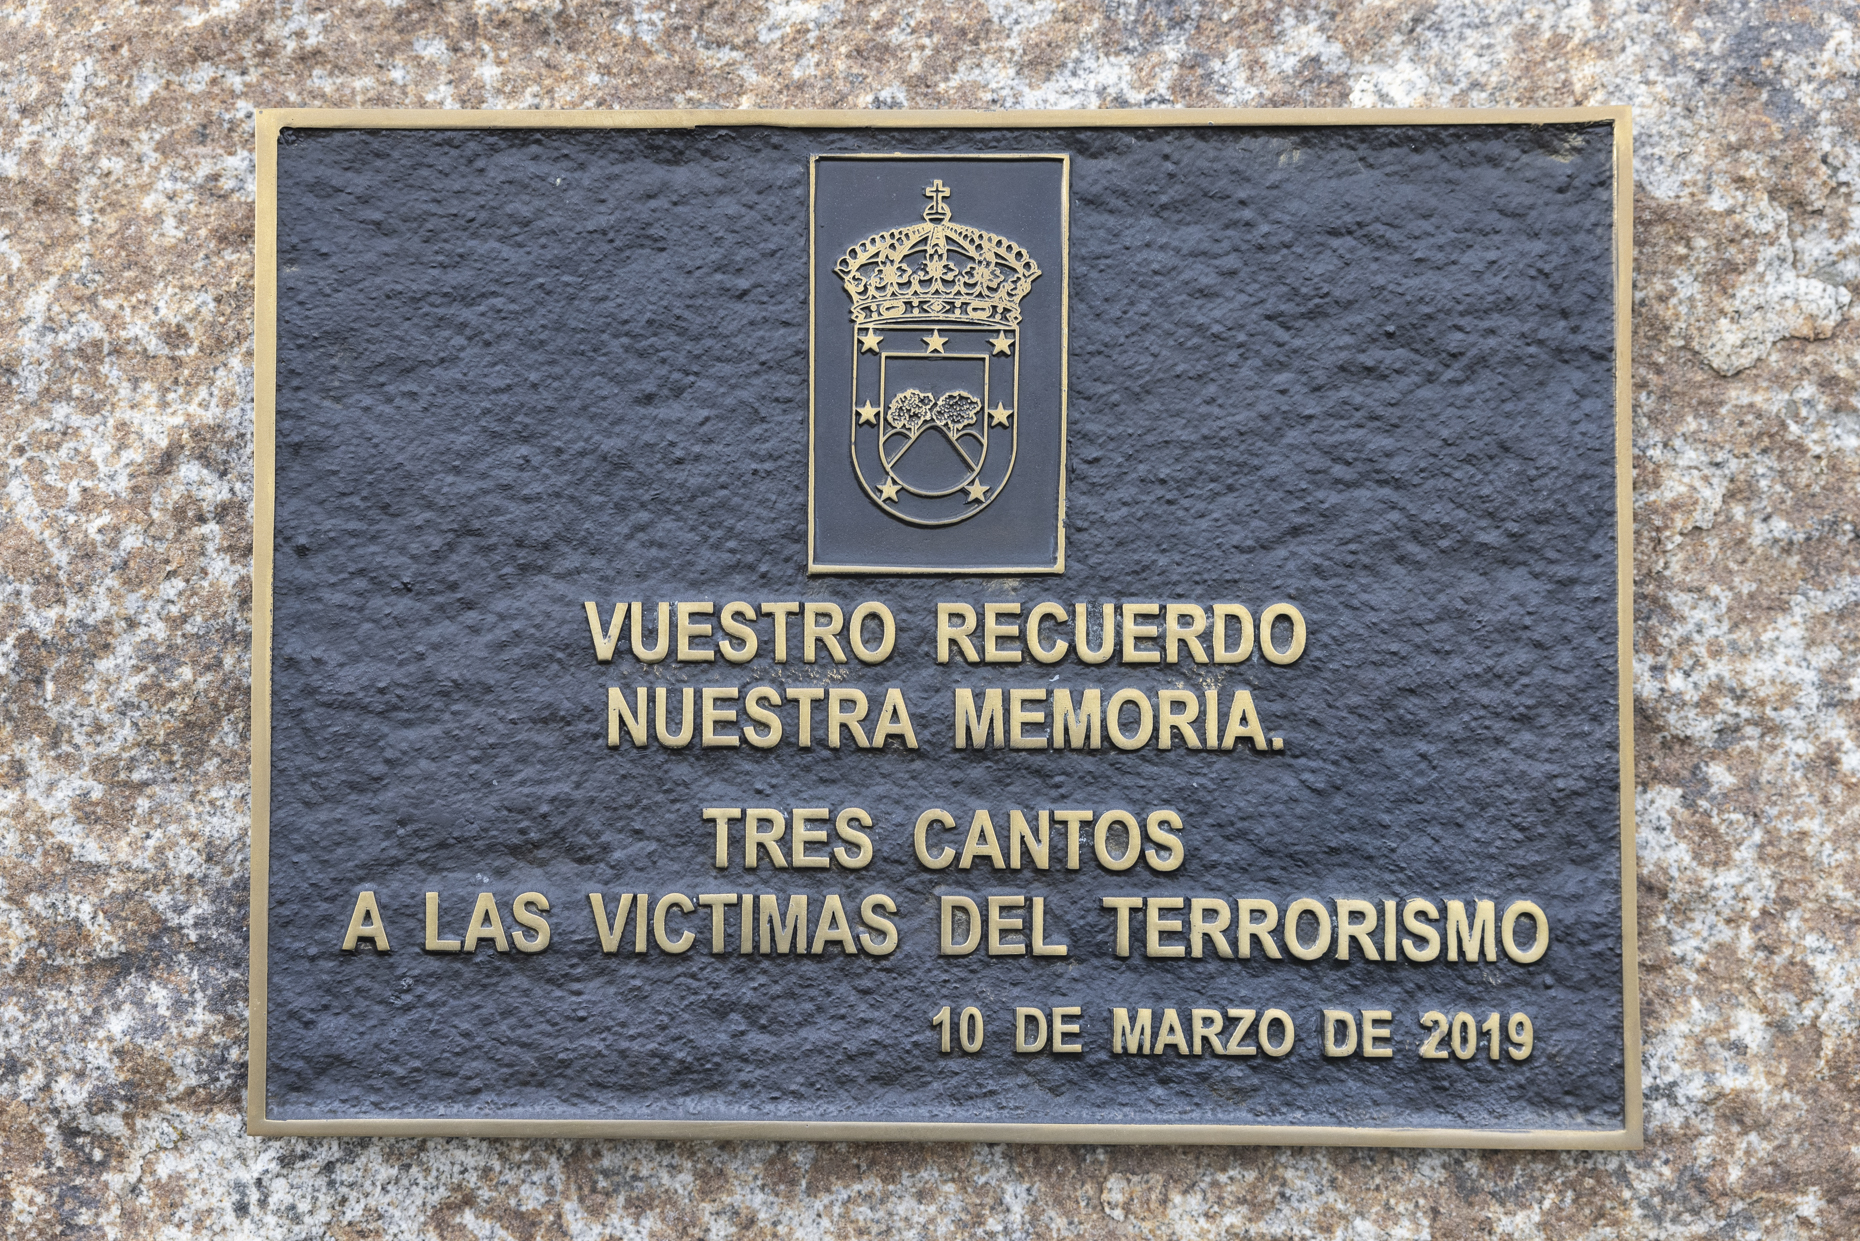 VUESTRO RECUERDO
NUESTRA MEMORIA.
TRES CANTOS
A LAS VICTIMAS DEL TERRORISMO
10 DE MARZO DE 2019